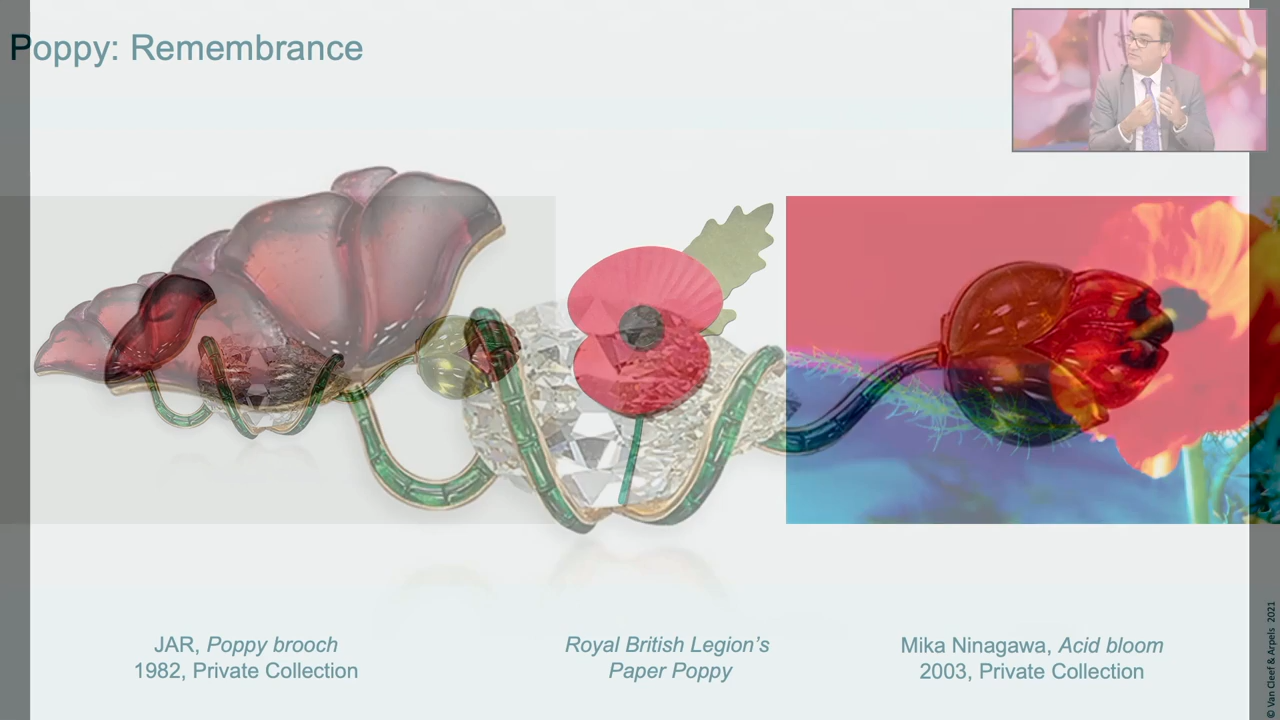 Poppy: Remembrance
JAR, Poppy brooch
1982, Private Collection
Royal British Legion’s
Paper Poppy
Mika Ninagawa, Acid bloom
2003, Private Collection
© Van Cleef & Arpels 2021